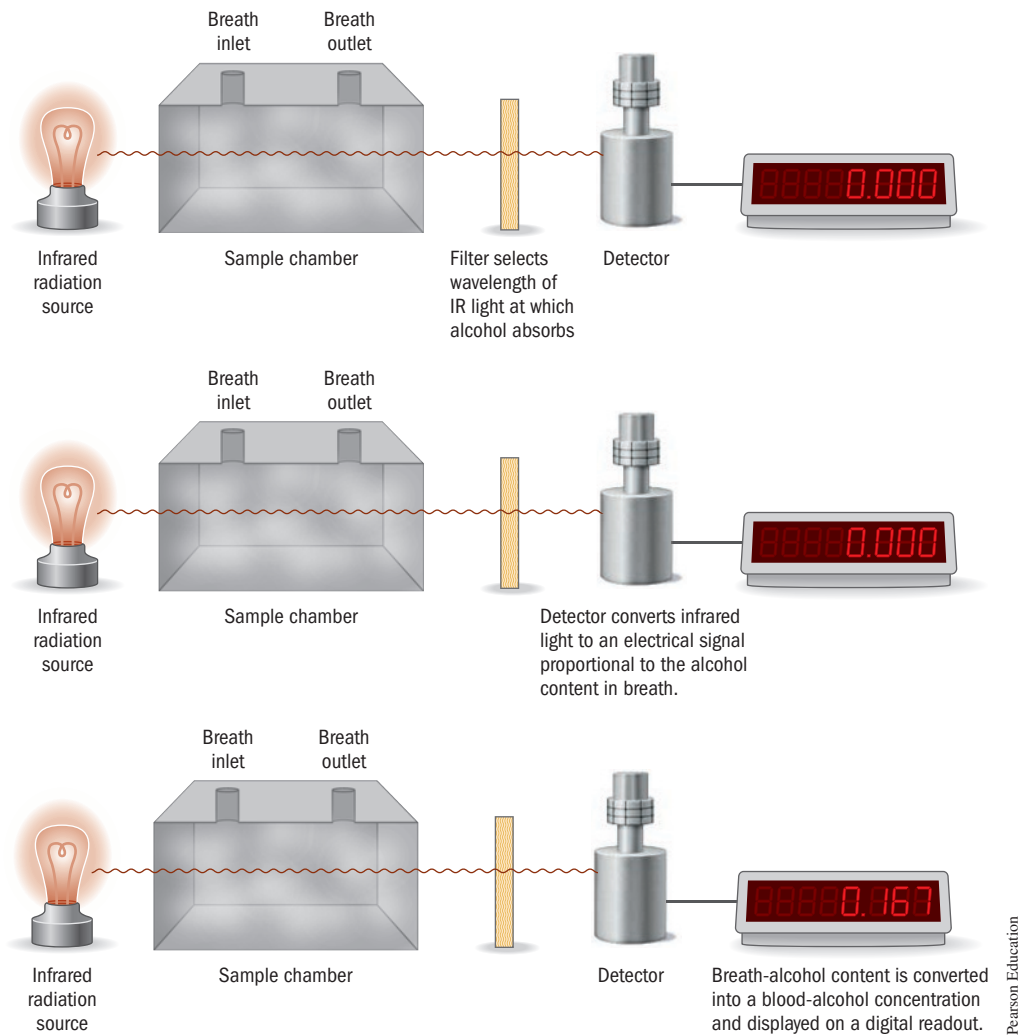 Breath
inlet
Breath
outlet
0.000
Infrared
radiation
source
Sample chamber
Filter selects
wavelength of
IR light at which
alcohol absorbs
Detector
Breath
inlet
Breath
outlet
0.000
Infrared
radiation
source
Sample chamber
Detector converts infrared
light to an electrical signal
proportional to the alcohol
content in breath.
Breath
inlet
Breath
outlet
0.167
Infrared
radiation
source
Sample chamber
Detector
Breath-alcohol content is converted
into a blood-alcohol concentration
and displayed on a digital readout.
Pearson Education